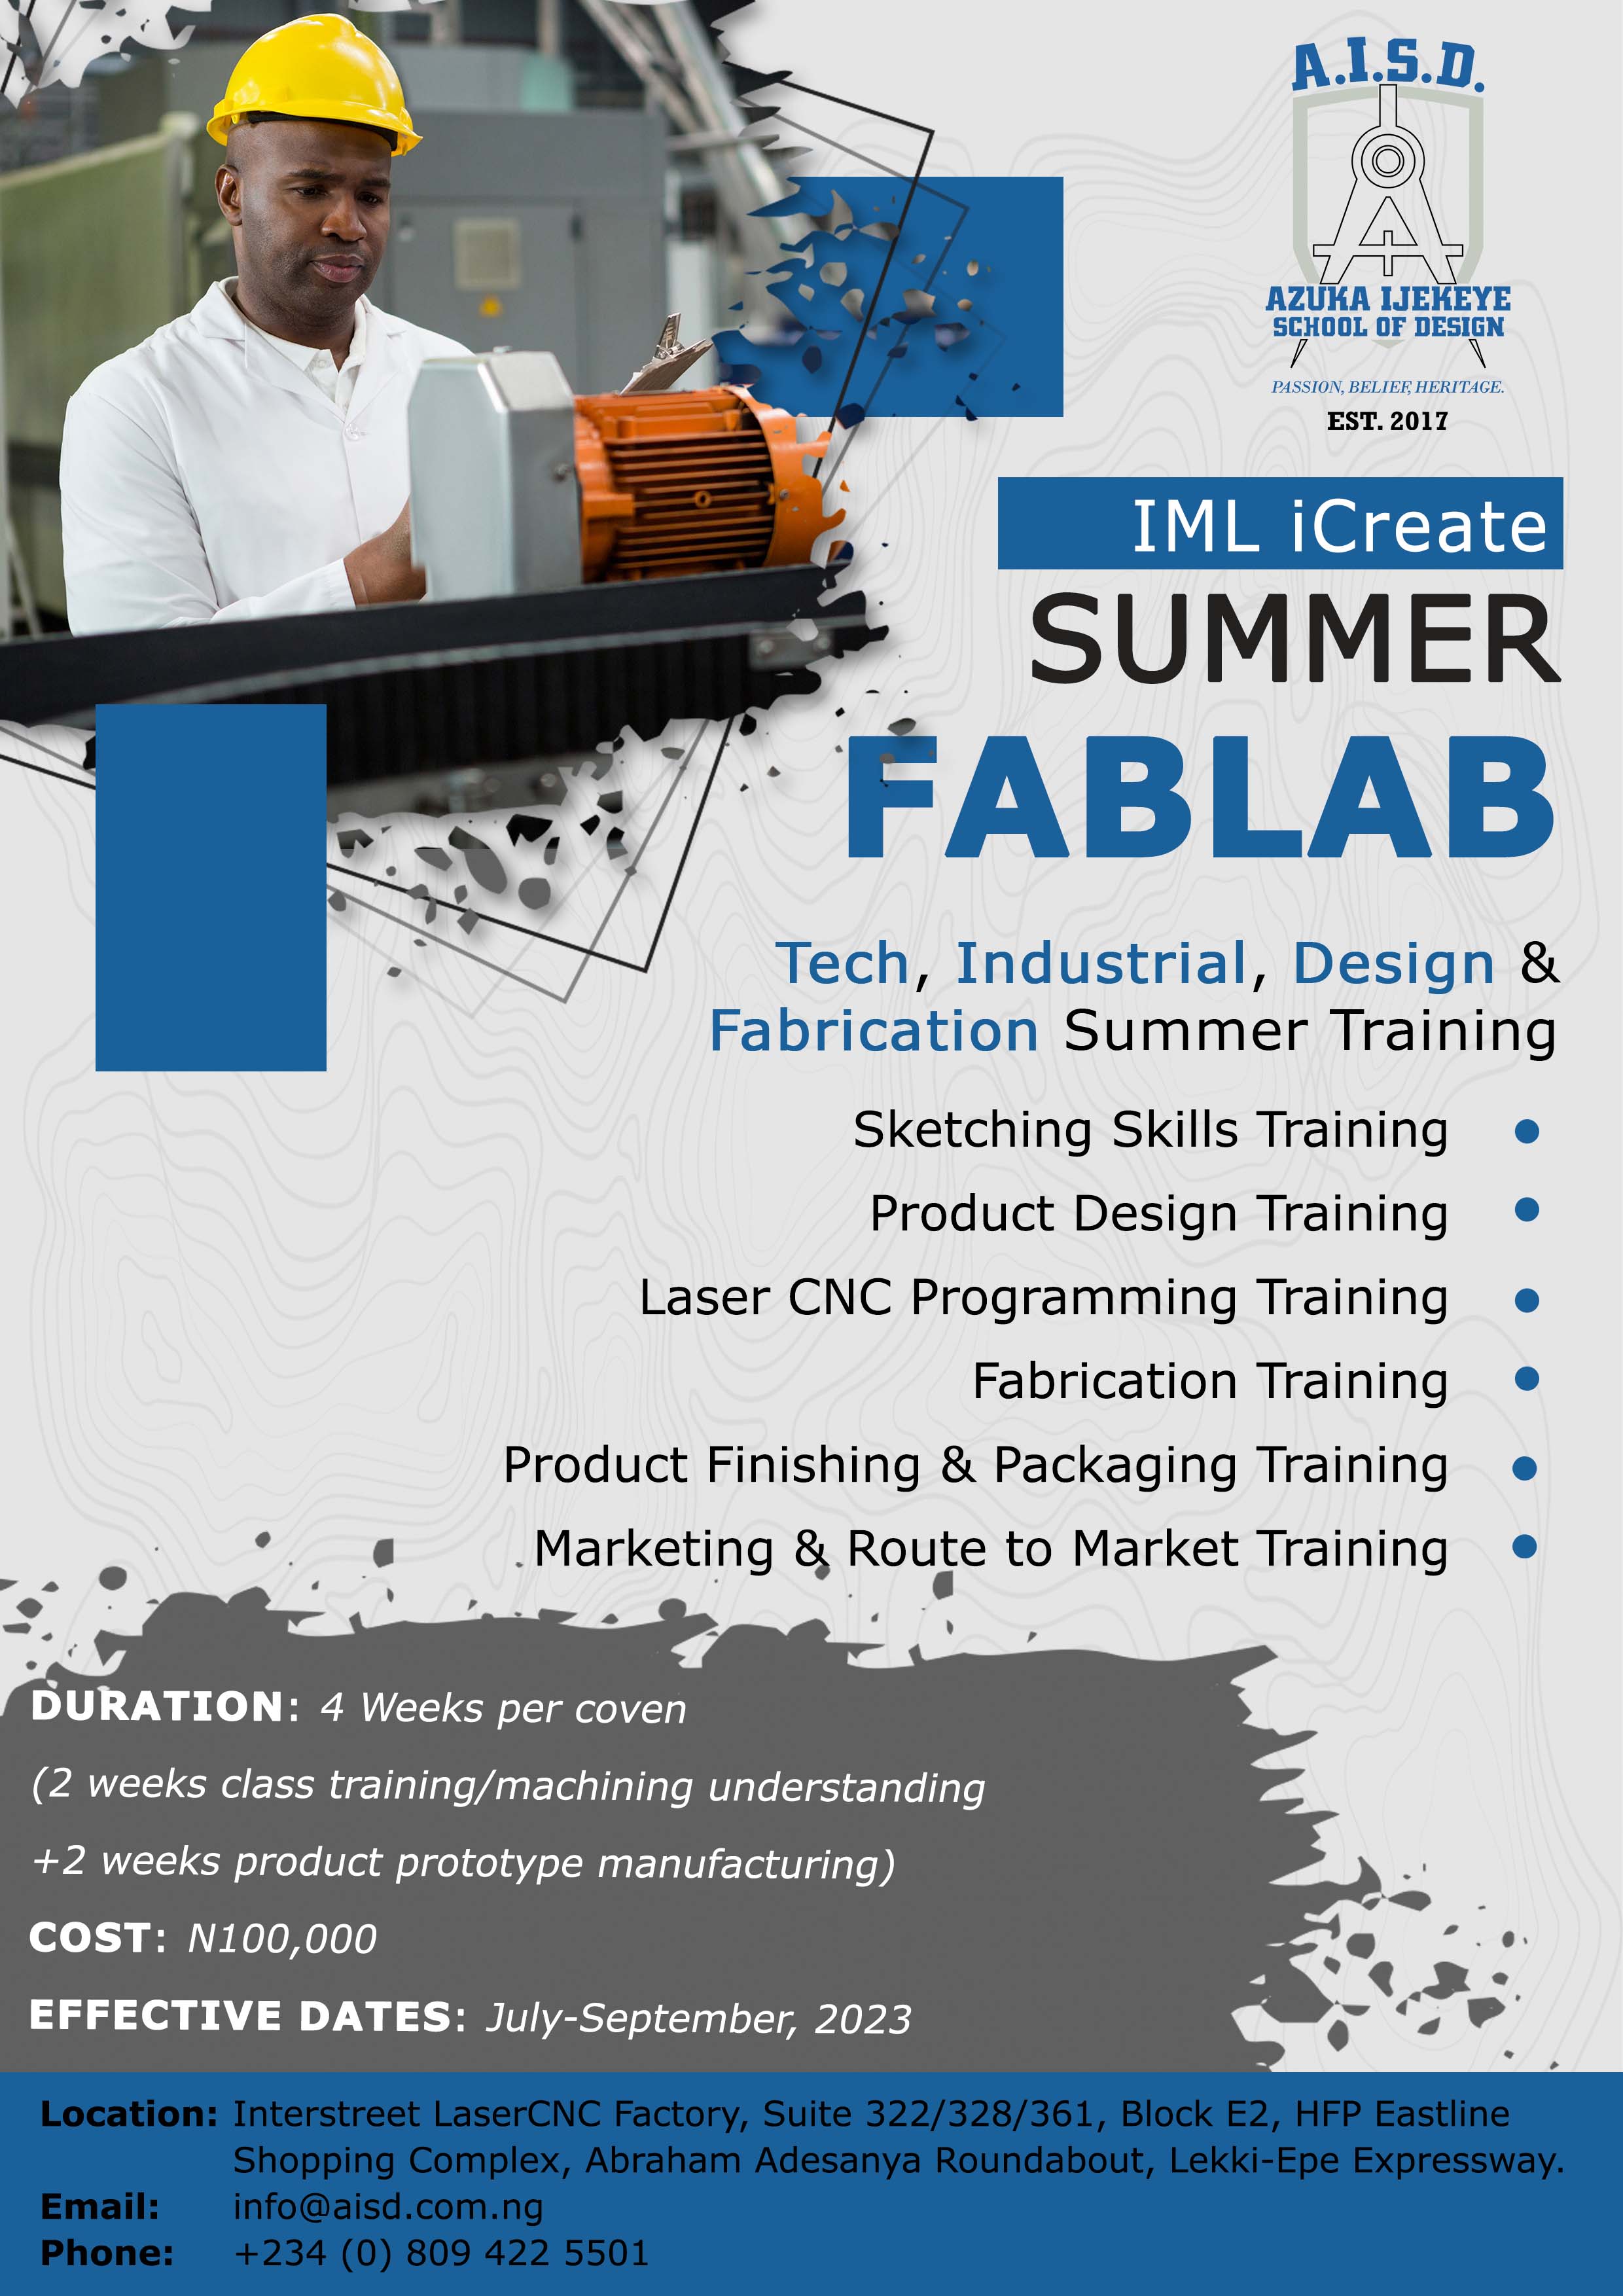 A.I.S.D.
AZUKA IJEKEYE
SCHOOL OF DESIGN
PASSION, BELIEF, HERITAGE.
EST. 2017
IML iCreate
SUMMER
FABLAB
Tech, Industrial, Design &
Fabrication Summer Training
Sketching Skills Training •
Product Design Training •
Laser CNC Programming Training •
Fabrication Training •
Product Finishing & Packaging Training •
Marketing & Route to Market Training •
DURATION: 4 Weeks per coven
(2 weeks class training/machining understanding
+2 weeks product prototype manufacturing)
COST: N100,000
EFFECTIVE DATES: July-September, 2023
Location: Interstreet LaserCNC Factory, Suite 322/328/361, Block E2, HFP Eastline
Shopping Complex, Abraham Adesanya Roundabout, Lekki-Epe Expressway.
Email: info@aisd.com.ng
Phone: +234 (0) 809 422 5501